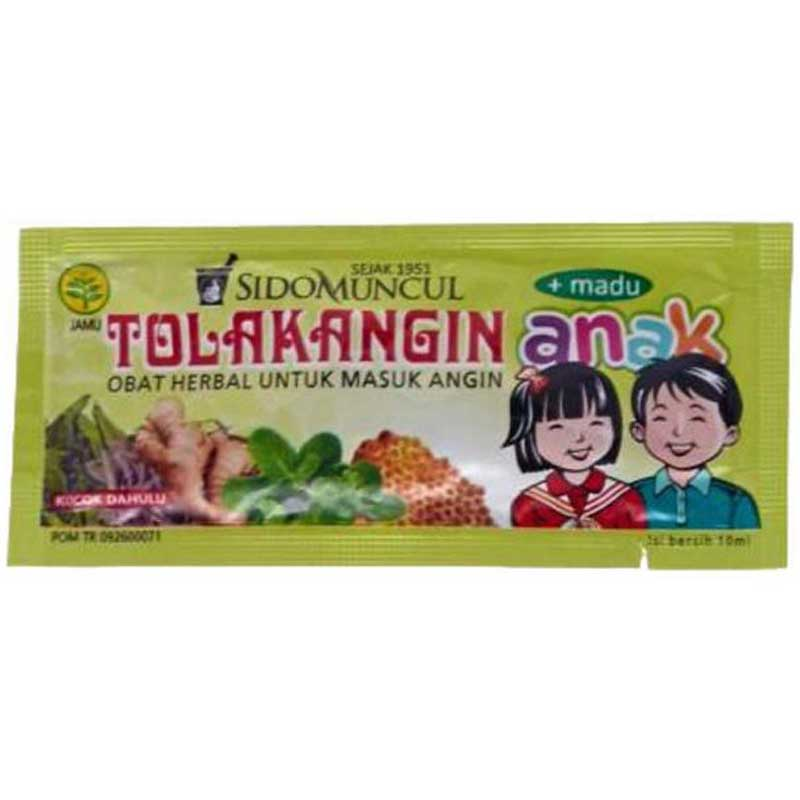 SEJAK 1951
SIDOMUNCUL
+ madu
JAMU
TOLAKANGIN anak
OBAT HERBAL UNTUK MASUK ANGIN
KOCOK DAHULU
POM TR 092600071
Isi bersih 10ml